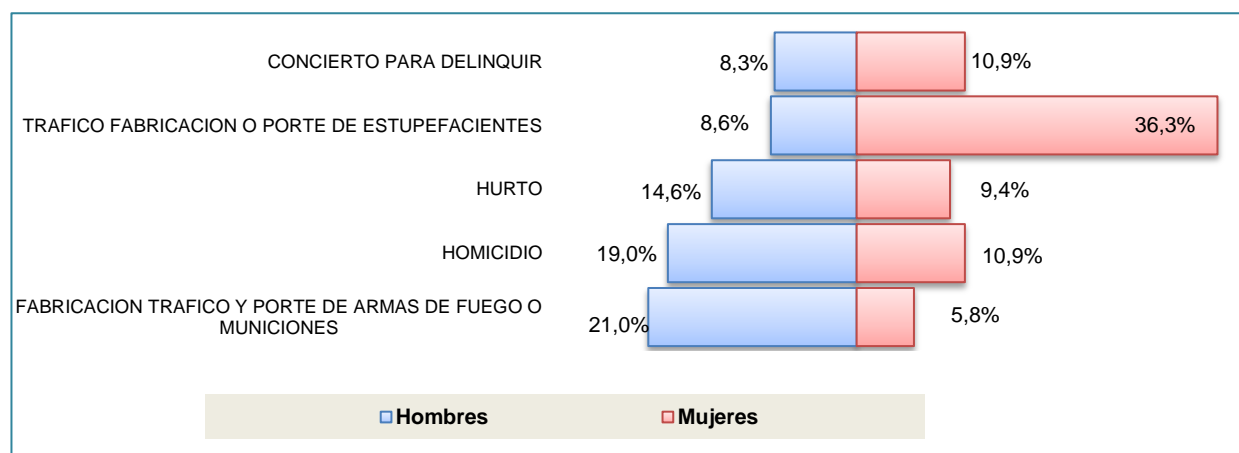 CONCIERTO PARA DELINQUIR
8,3%
10,9%
TRAFICO FABRICACION O PORTE DE ESTUPEFACIENTES
8,6%
36,3%
HURTO
14,6%
9,4%
HOMICIDIO
19,0%
10,9%
FABRICACION TRAFICO Y PORTE DE ARMAS DE FUEGO O
MUNICIONES
21,0%
5,8%
Hombres
Mujeres